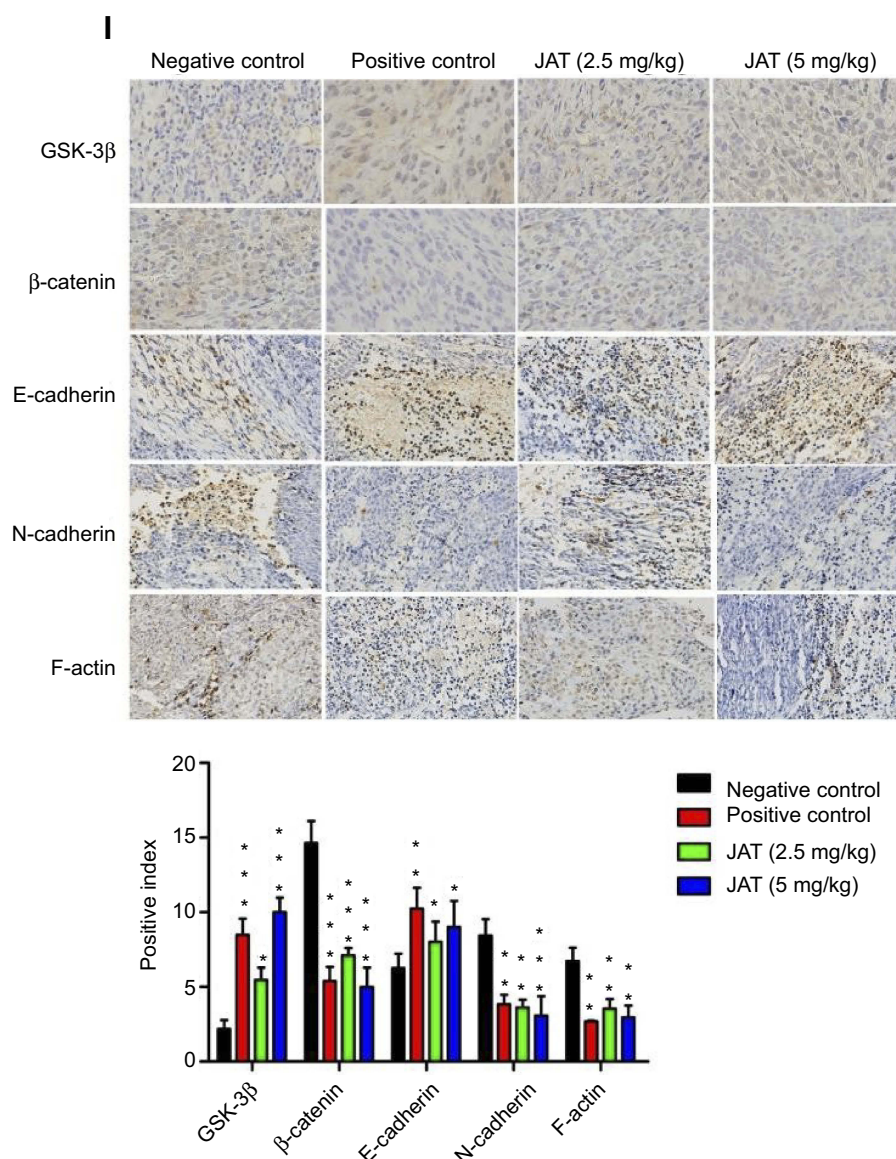 I
Negative control Positive control JAT (2.5 mg/kg) JAT (5 mg/kg)
GSK-3β
β-catenin
E-cadherin
N-cadherin
F-actin
20
15
10
5
0
Positive index
* * * * * * * * * * * * * * * * * * * * * * * * * * * * * * * * * *
GSK-3β
β-catenin
E-cadherin
N-cadherin
F-actin
Negative control
Positive control
JAT (2.5 mg/kg)
JAT (5 mg/kg)